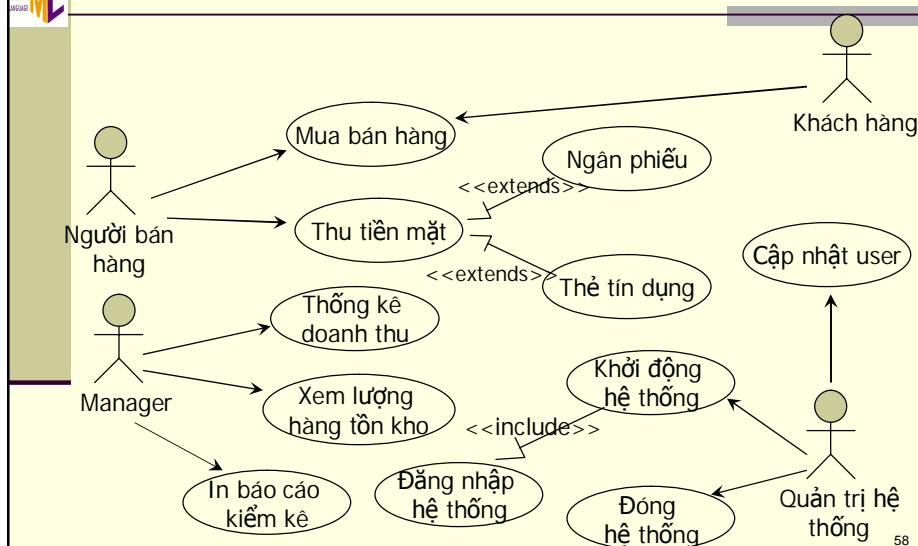 LANGUAGE
Khách hàng
Mua bán hàng
Ngân phiếu
<<extends>>
Người bán
hàng
Thu tiền mặt
Cập nhật user
<<extends>>
Thẻ tín dụng
Thống kê
doanh thu
Manager
Khởi động
hệ thống
Xem lượng
hàng tồn kho
<<include>>
Đăng nhập
hệ thống
In báo cáo
kiểm kê
Đóng
hệ thống
Quản trị hệ
thống
58